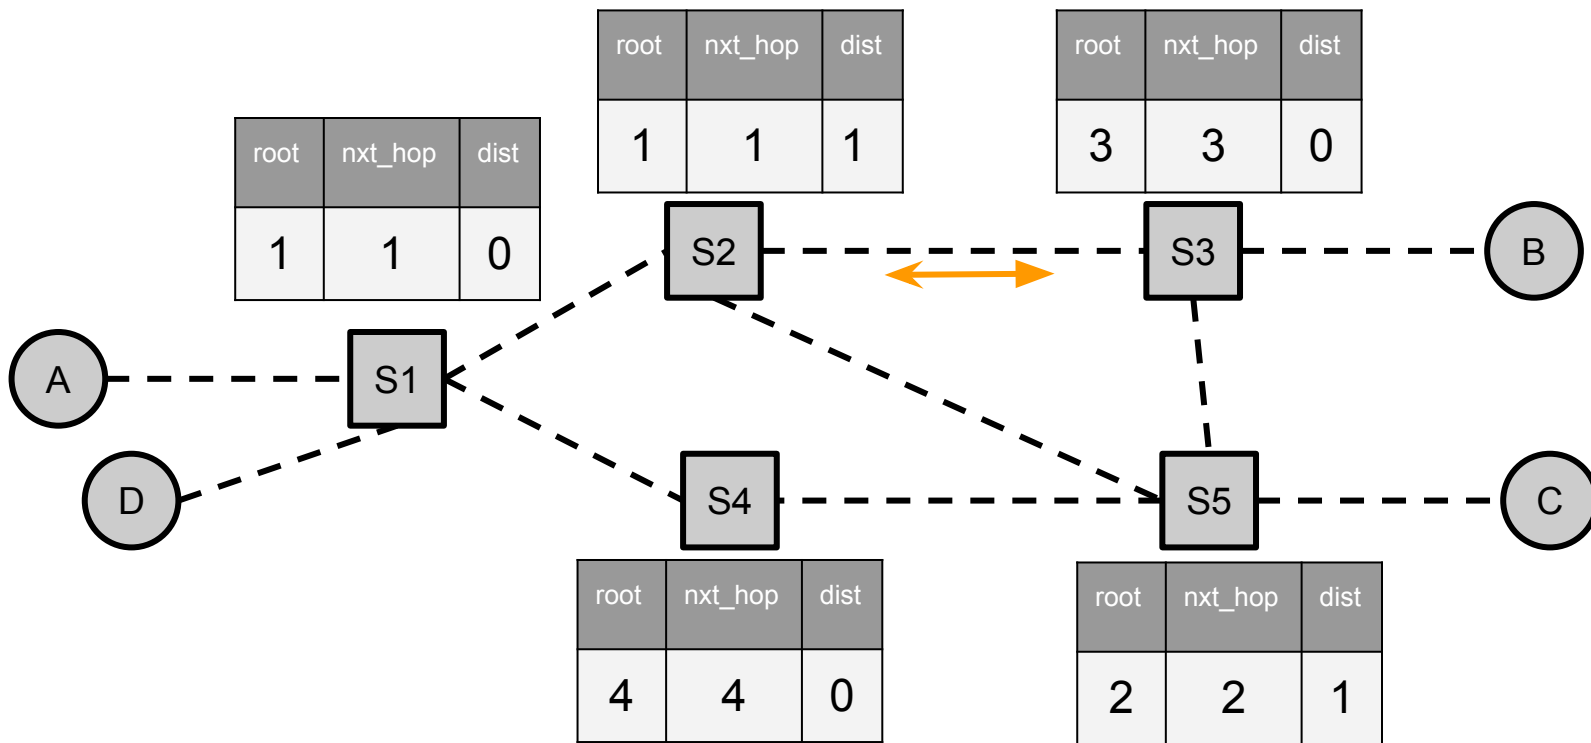 root nxt_hop dist
1 1 1
root nxt_hop dist
3 3 0
root nxt_hop dist
1 1 0
S2
S3
B
A
S1
D
S4
S5
C
root nxt_hop dist
4 4 0
root nxt_hop dist
2 2 1